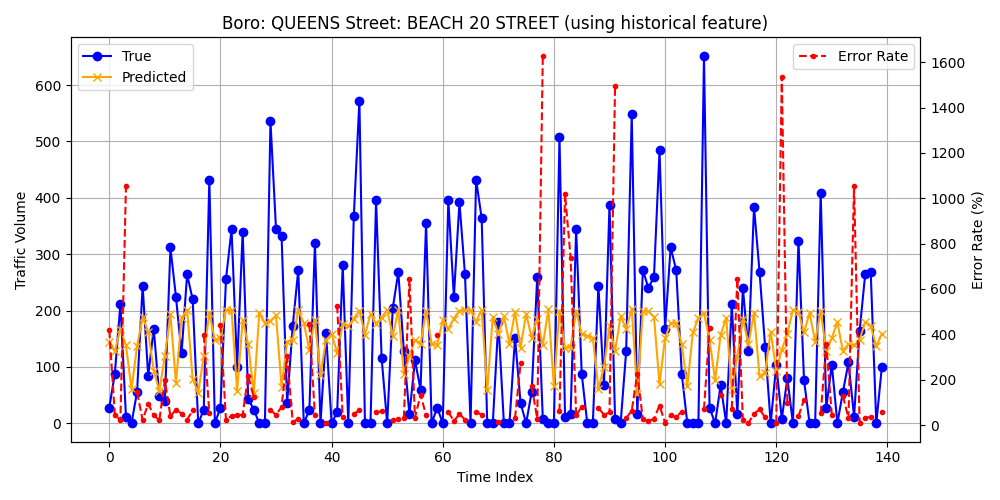 Boro: QUEENS Street: BEACH 20 STREET (using historical feature)
True
Predicted
Error Rate
Traffic Volume
Error Rate (%)
600
500
400
300
200
100
0
1600
1400
1200
1000
800
600
400
200
0
0 20 40 60 80 100 120 140
Time Index